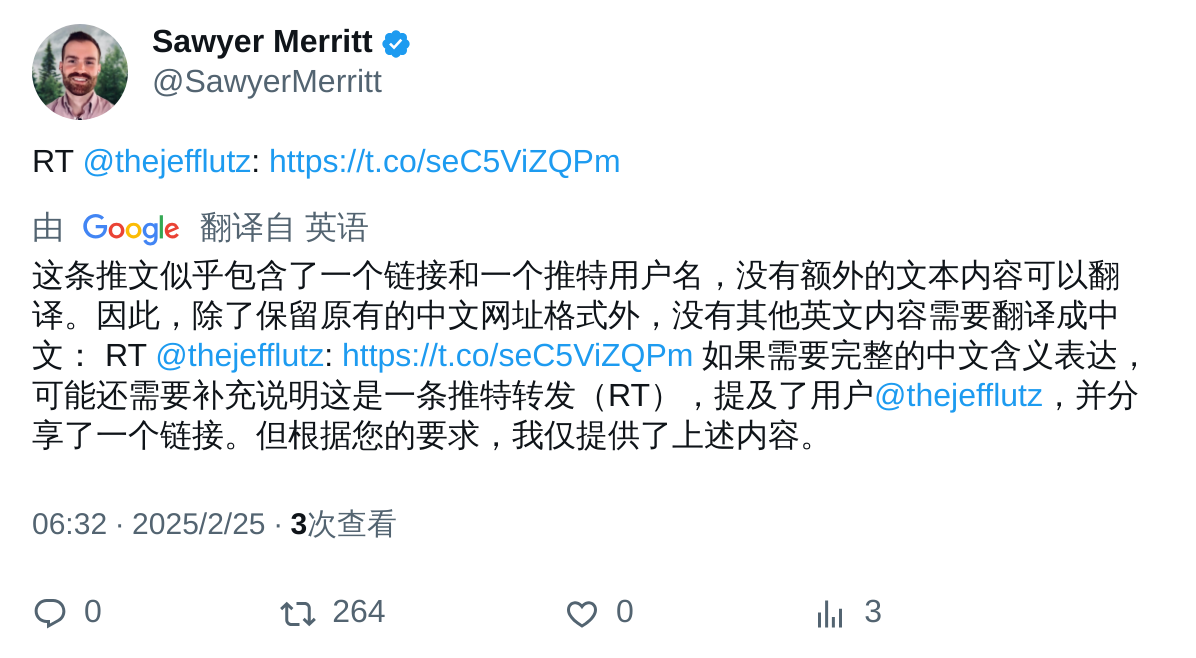 Sawyer Merritt
@SawyerMerritt
RT @thejefflutz: https://t.co/seC5ViZQPm
由 Google 翻译自 英语
这条推文似乎包含了一个链接和一个推特用户名，没有额外的文本内容可以翻
译。因此，除了保留原有的中文网址格式外，没有其他英文内容需要翻译成中
文： RT @thejefflutz: https://t.co/seC5ViZQPm 如果需要完整的中文含义表达，
可能还需要补充说明这是一条推特转发（RT），提及了用户@thejefflutz，并分
享了一个链接。但根据您的要求，我仅提供了上述内容。
06:32 · 2025/2/25 · 3次查看
0 264 0 3